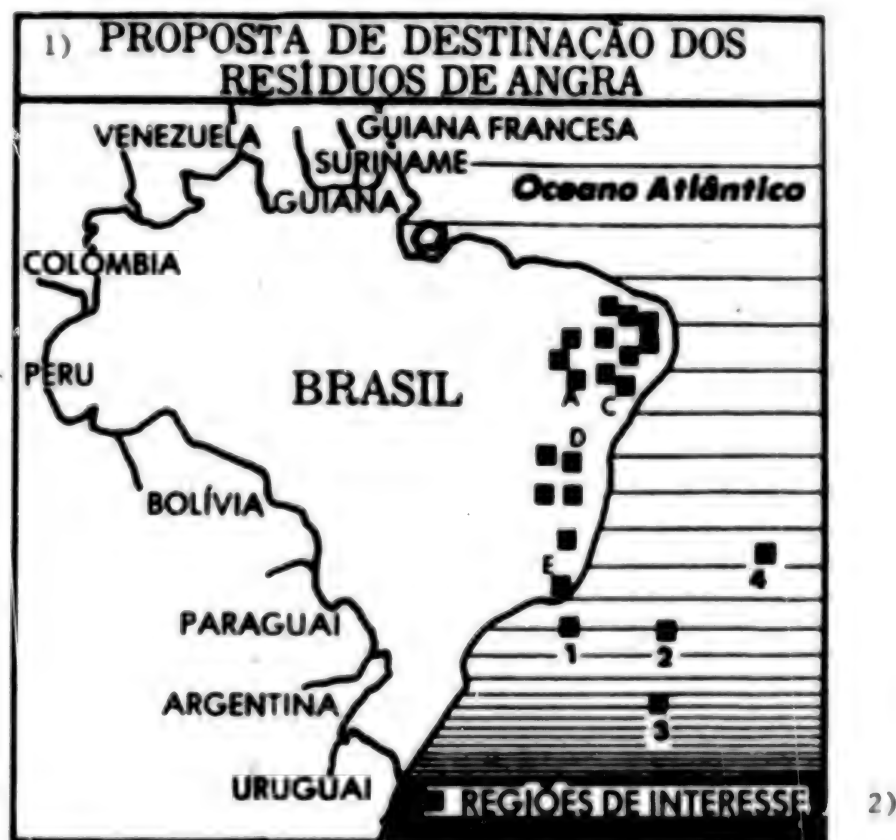 1) PROPOSTA DE DESTINAÇÃO DOS
RESÍDUOS DE ANGRA
VENEZUELA
GUIANA FRANCESA
SURINAME
GUIANA
Oceano Atlântico
COLÔMBIA
PERU
BRASIL
A
C
D
BOLÍVIA
E
4
PARAGUAI
1
2
ARGENTINA
3
URUGUAI
REGIÕES DE INTERESSE
2)